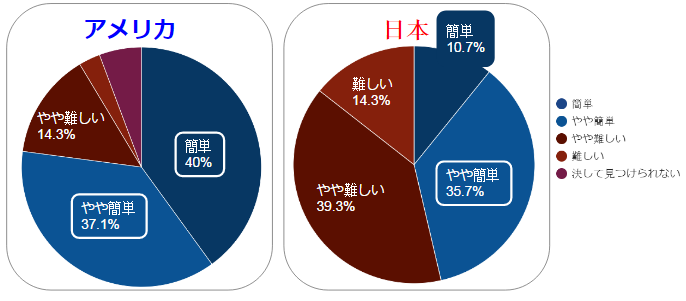 アメリカ
簡単
40%
やや簡単
37.1%
やや難しい
14.3%
日本
簡単
10.7%
やや簡単
35.7%
やや難しい
39.3%
難しい
14.3%
簡単
やや簡単
やや難しい
難しい
決して見つけられない